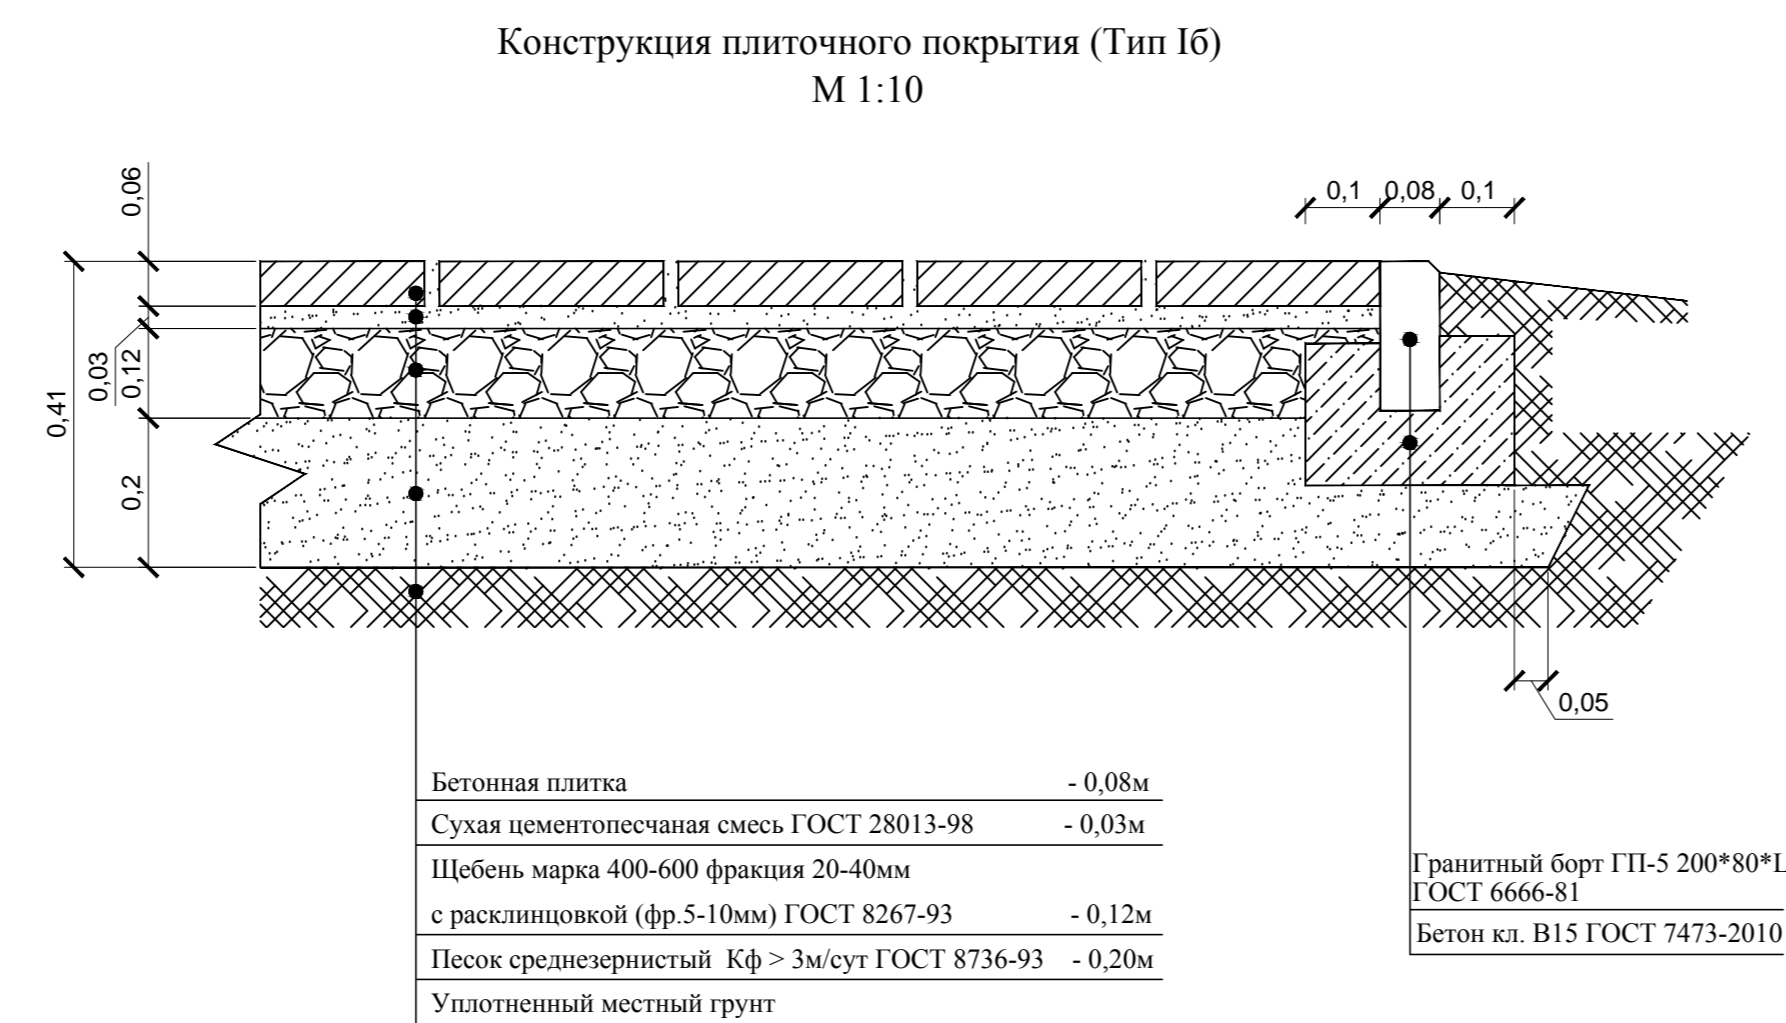 Конструкция плиточного покрытия (Тип Iб)
М 1:10
0,06
0,1 0,08 0,1
0,03
0,12
0,41
0,2
0,05
Бетонная плитка - 0,08м
Сухая цементопесчаная смесь ГОСТ 28013-98 - 0,03м
Щебень марка 400-600 фракция 20-40мм
с расклинцовкой (фр.5-10мм) ГОСТ 8267-93 - 0,12м
Песок среднезернистый Кф > 3м/сут ГОСТ 8736-93 - 0,20м
Уплотненный местный грунт
Гранитный борт ГП-5 200*80*L
ГОСТ 6666-81
Бетон кл. В15 ГОСТ 7473-2010